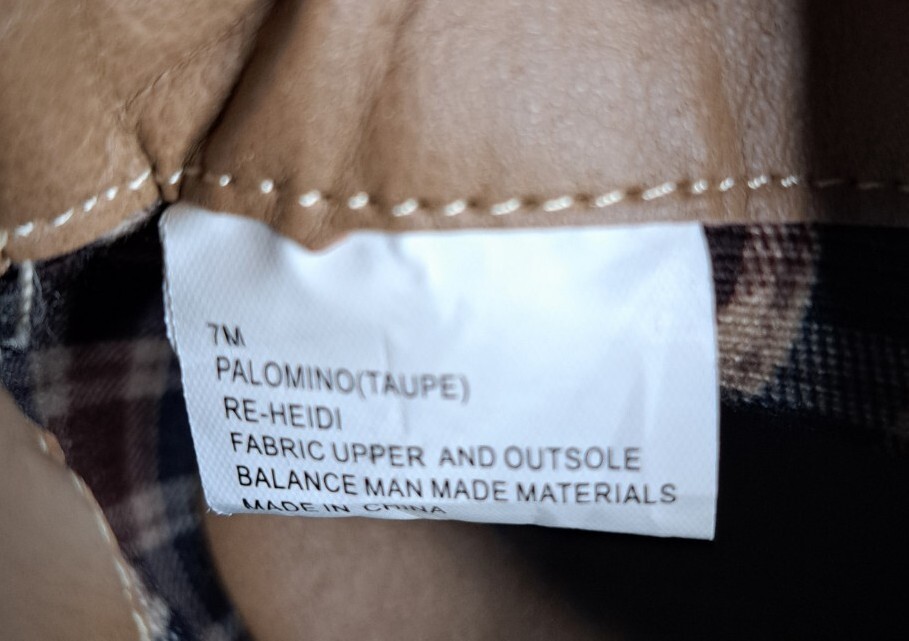 7M
PALOMINO(TAUPE)
RE-HEIDI
FABRIC UPPER AND OUTSOLE
BALANCE MAN MADE MATERIALS
MADE IN CHINA